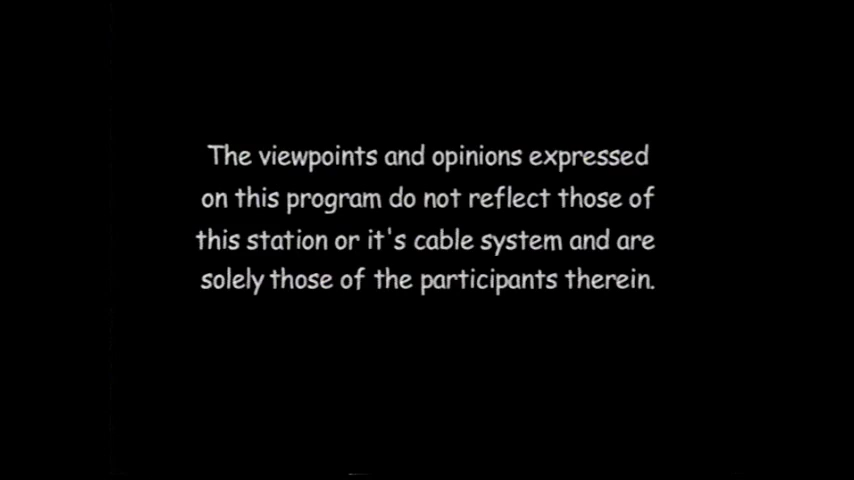 The viewpoints and opinions expressed
on this program do not reflect those of
this station or it's cable system and are
solely those of the participants therein.